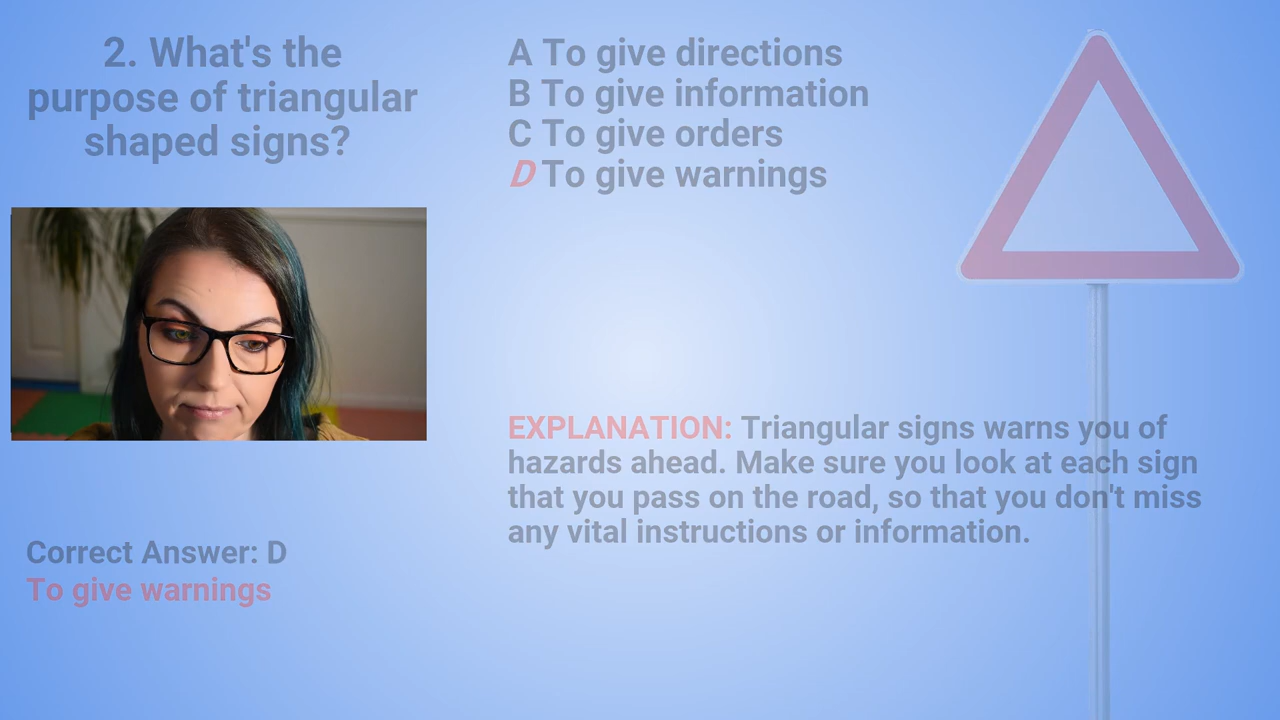 2. What's the
purpose of triangular
shaped signs?
A To give directions
B To give information
C To give orders
D To give warnings
EXPLANATION: Triangular signs warns you of
hazards ahead. Make sure you look at each sign
that you pass on the road, so that you don't miss
any vital instructions or information.
Correct Answer: D
To give warnings